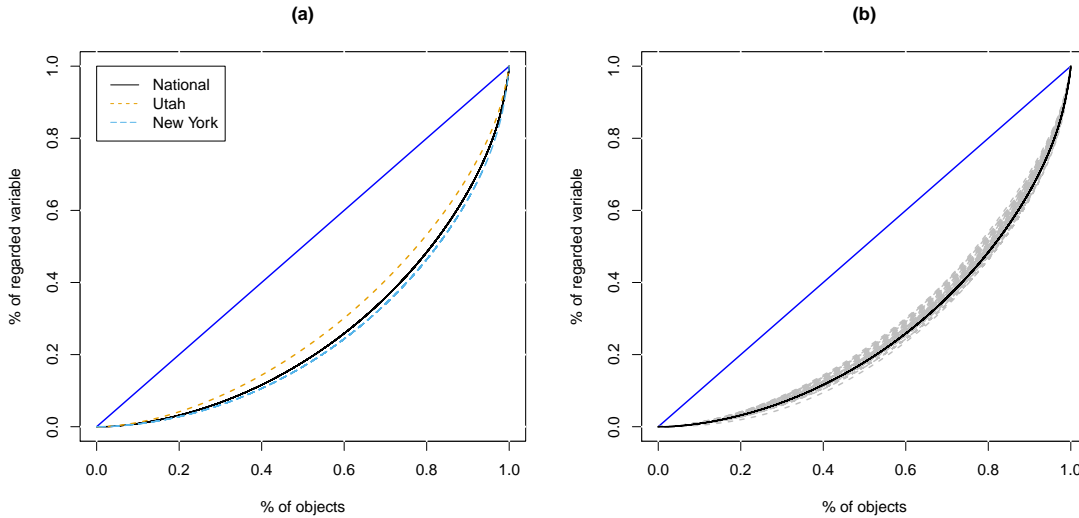 (a)
National
Utah
New York
1.0
0.8
0.6
0.4
0.2
0.0
% of regarded variable
0.0 0.2 0.4 0.6 0.8 1.0
% of objects
(b)
1.0
0.8
0.6
0.4
0.2
0.0
% of regarded variable
0.0 0.2 0.4 0.6 0.8 1.0
% of objects